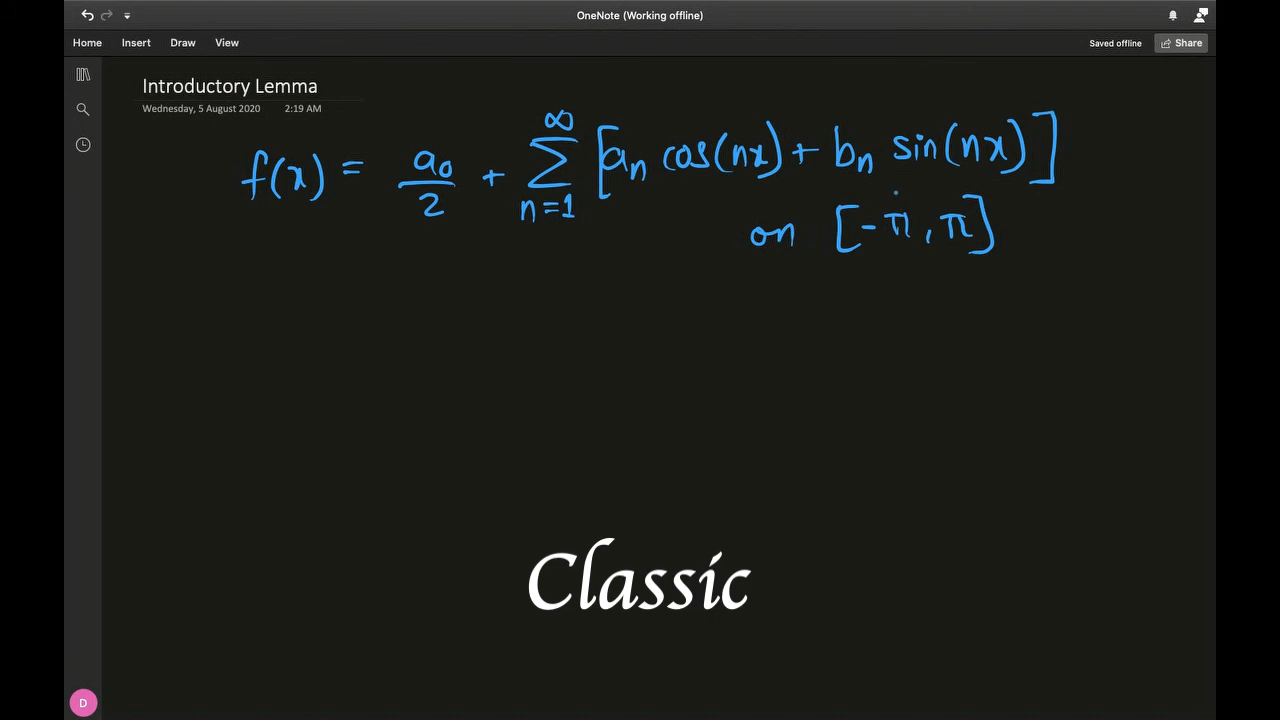 OneNote (Working offline)
Home Insert Draw View
Saved offline Share
Introductory Lemma
Wednesday, 5 August 2020 2:19 AM
f(x) = a₀/2 + ∑_{n=1}^{∞} [aₙ cos(nx) + bₙ sin(nx)]
on [-π, π]
Classic
D